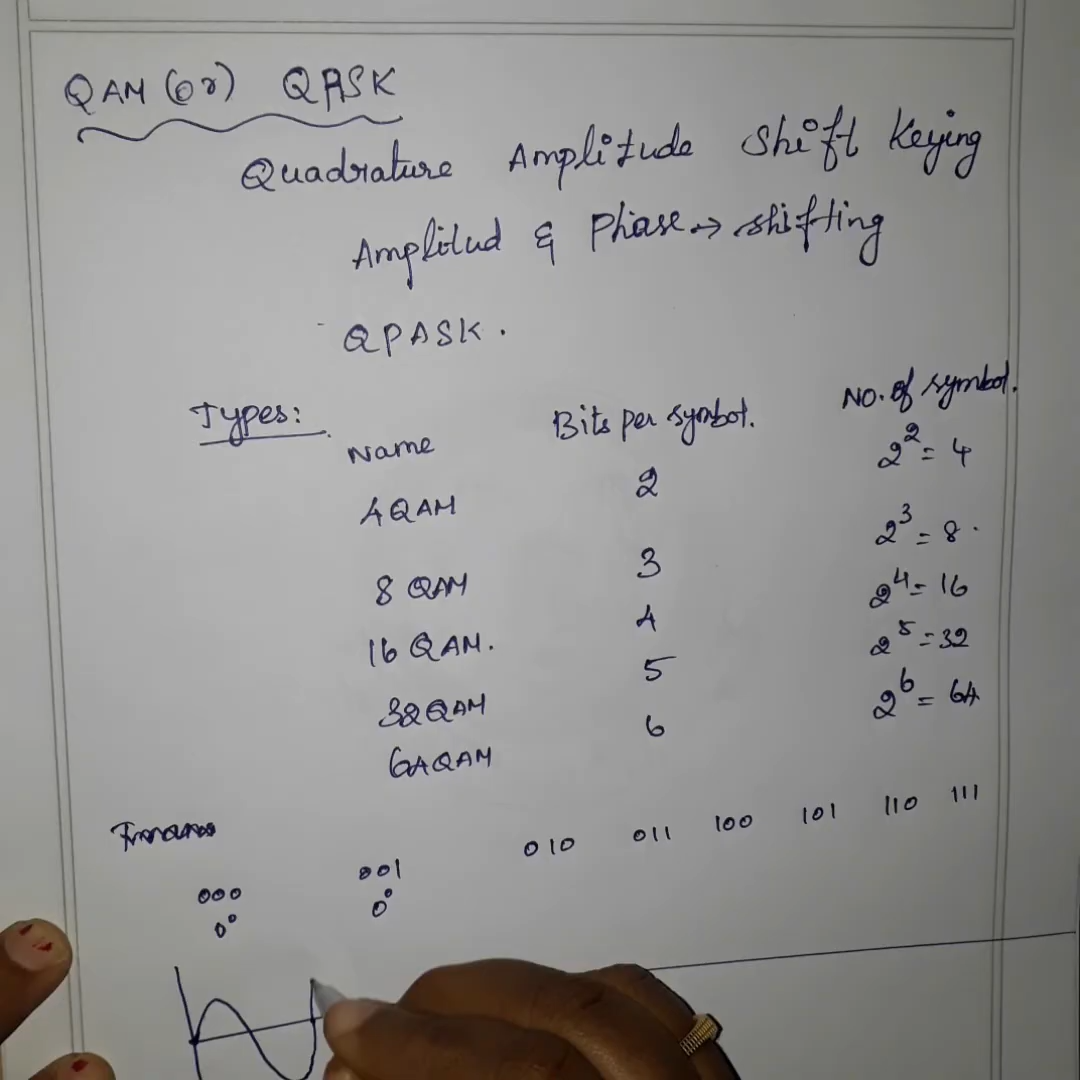 QAM (or) QASK
Quadrature Amplitude Shift Keying
Amplitud & Phase → shifting
QPASK.
Types:
Name Bits per symbol. No. of symbol.
4QAM 2 2² = 4
8 QAM 3 2³ = 8.
16 QAM. 4 2⁴ = 16
32QAM 5 2⁵ = 32
64QAM 6 2⁶ = 64
000 001 010 011 100 101 110 111
0° 0°